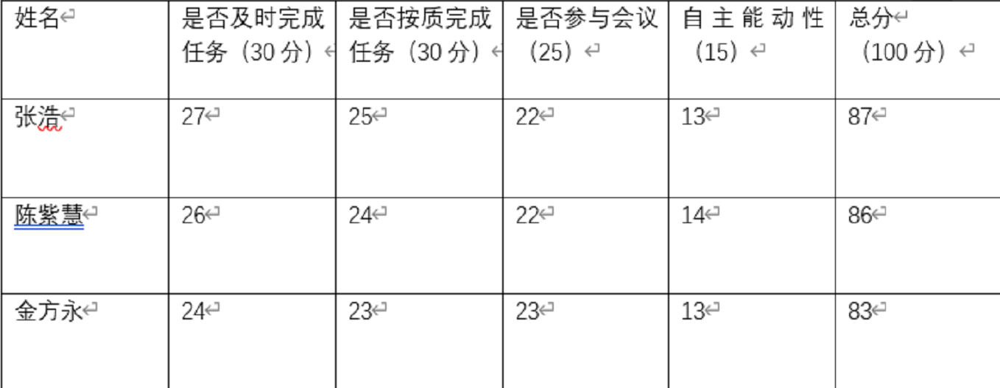 姓名 是否及时完成 是否按质完成 是否参与会议 自主能动性 总分
任务（30 分） 任务（30 分） （25） （15） （100 分）
张浩 27 25 22 13 87
陈紫慧 26 24 22 14 86
金方永 24 23 23 13 83